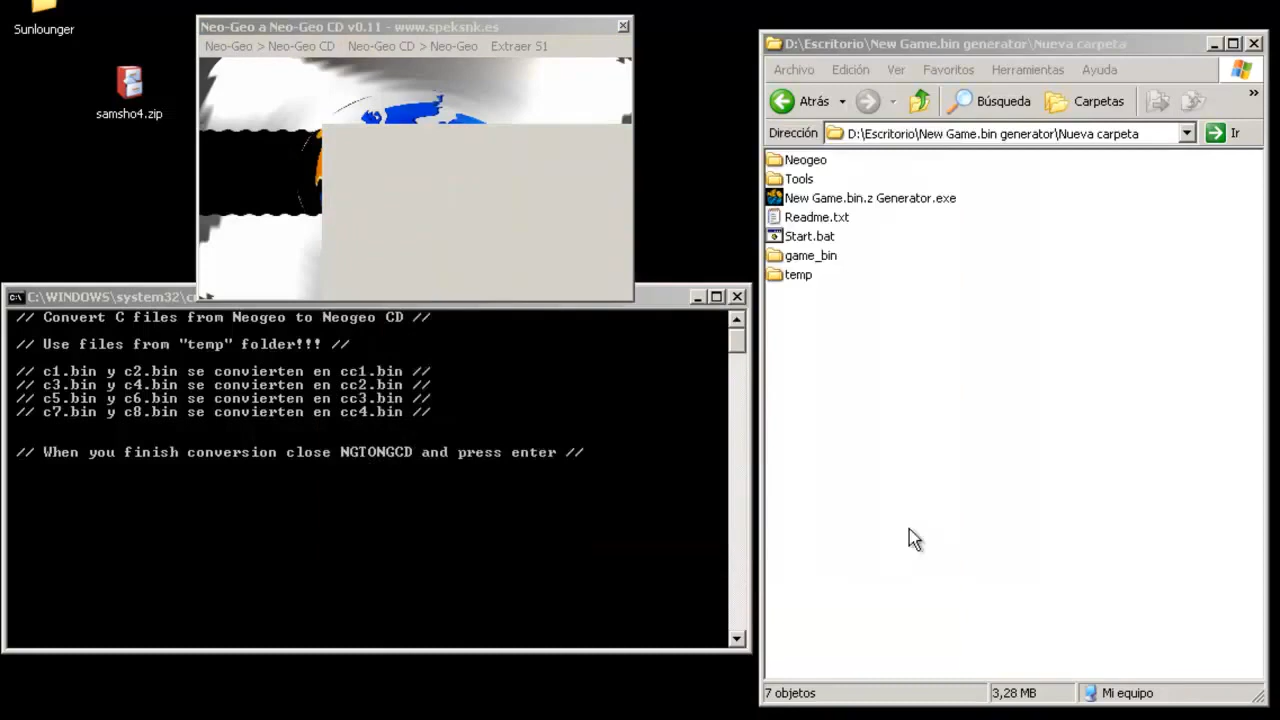 Sunlounger
samsho4.zip
Neo-Geo a Neo-Geo CD v0.11 - www.speksnk.es
Neo-Geo > Neo-Geo CD Neo-Geo CD > Neo-Geo Extraer S1
C:\WINDOWS\system32\c
// Convert C files from Neogeo to Neogeo CD //
// Use files from "temp" folder!!! //
// c1.bin y c2.bin se convierten en cc1.bin //
// c3.bin y c4.bin se convierten en cc2.bin //
// c5.bin y c6.bin se convierten en cc3.bin //
// c7.bin y c8.bin se convierten en cc4.bin //
// When you finish conversion close NGTONGCD and press enter //
D:\Escritorio\New Game.bin generator\Nueva carpeta
Archivo Edición Ver Favoritos Herramientas Ayuda
Atrás Búsqueda Carpetas »
Dirección D:\Escritorio\New Game.bin generator\Nueva carpeta Ir
Neogeo
Tools
New Game.bin.z Generator.exe
Readme.txt
Start.bat
game_bin
temp
7 objetos 3,28 MB Mi equipo